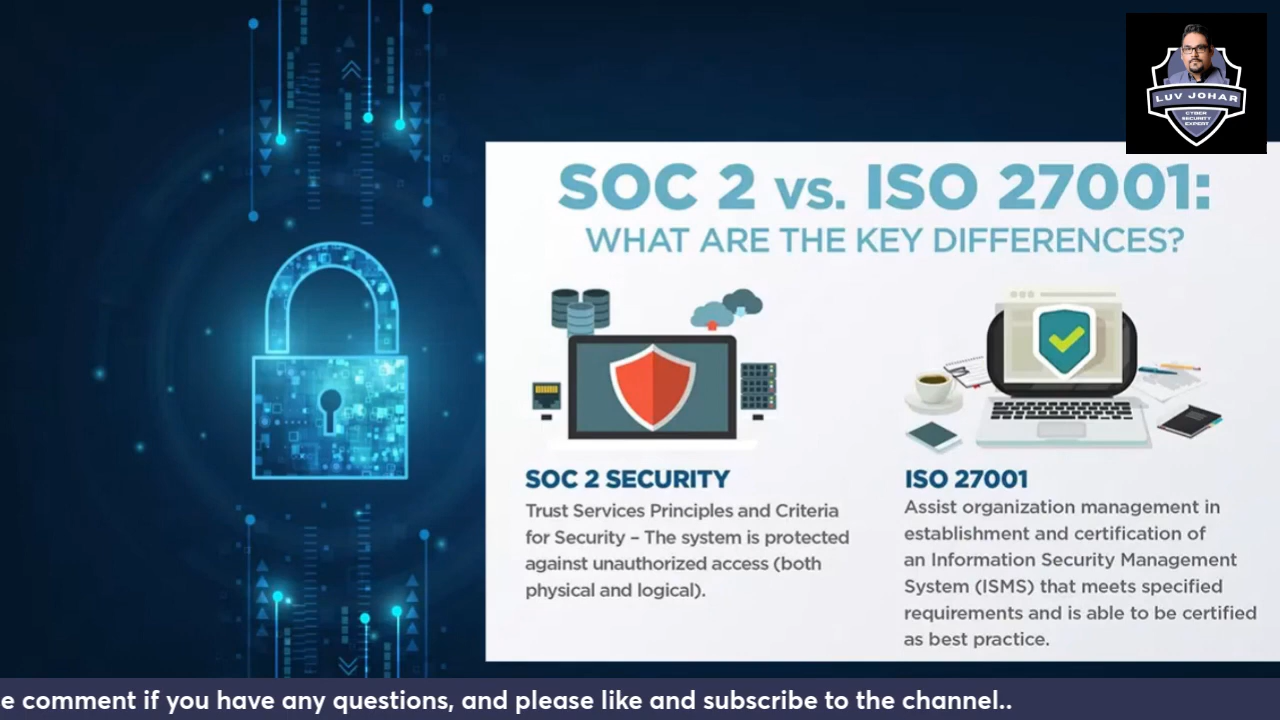 LUV JOHAR
CYBER
SECURITY
EXPERT
SOC 2 vs. ISO 27001:
WHAT ARE THE KEY DIFFERENCES?
SOC 2 SECURITY
Trust Services Principles and Criteria
for Security – The system is protected
against unauthorized access (both
physical and logical).
ISO 27001
Assist organization management in
establishment and certification of
an Information Security Management
System (ISMS) that meets specified
requirements and is able to be certified
as best practice.
e comment if you have any questions, and please like and subscribe to the channel..